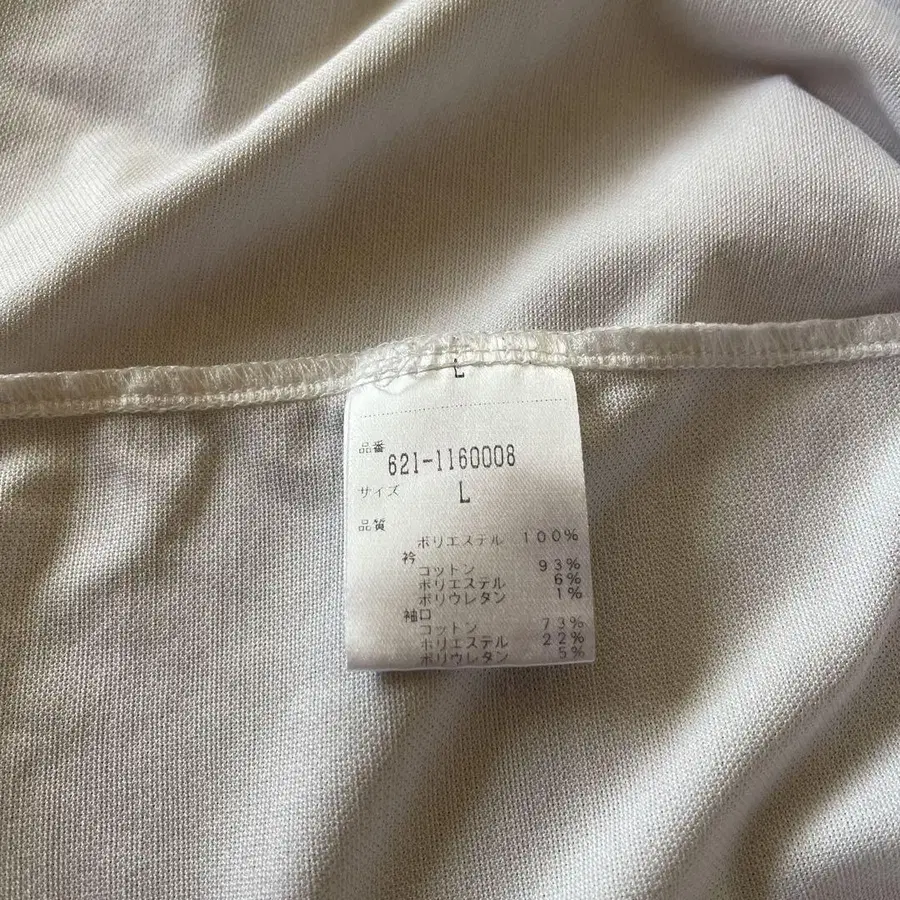 L
品番
621-1160008
サイズ L
品質
ポリエステル 100%
衿
コットン 93%
ポリエステル 6%
ポリウレタン 1%
袖口
コットン 73%
ポリエステル 22%
ポリウレタン 5%